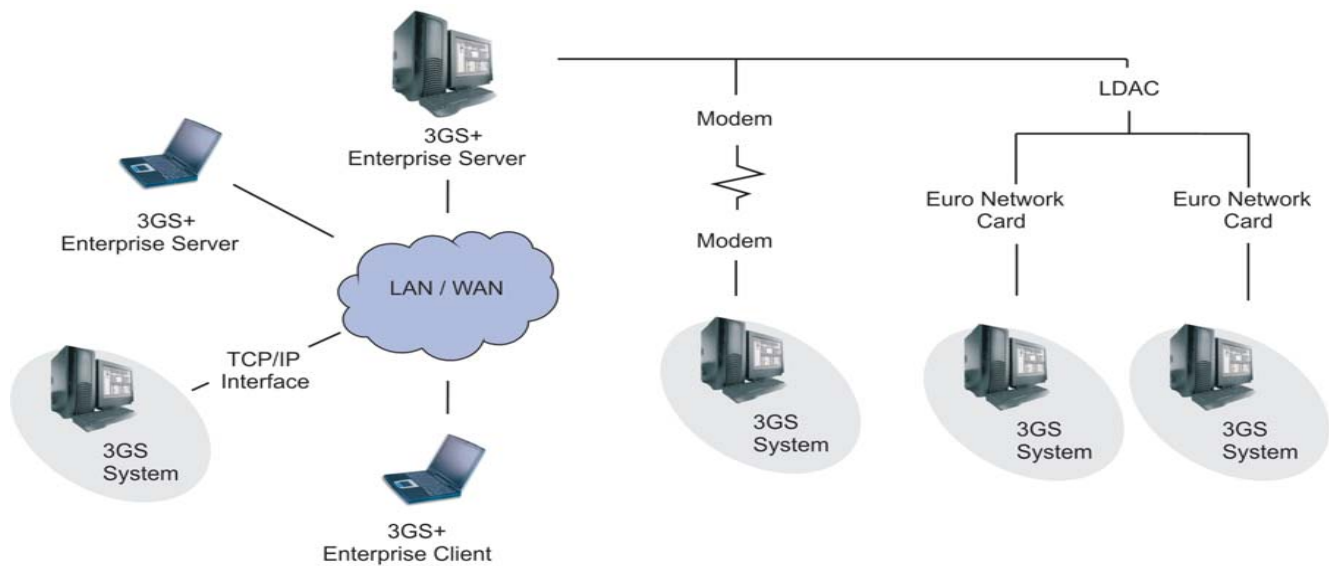 3GS+
Enterprise Server
3GS+
Enterprise Server
LAN / WAN
TCP/IP
Interface
3GS
System
3GS+
Enterprise Client
Modem
Modem
3GS
System
LDAC
Euro Network
Card
Euro Network
Card
3GS
System
3GS
System